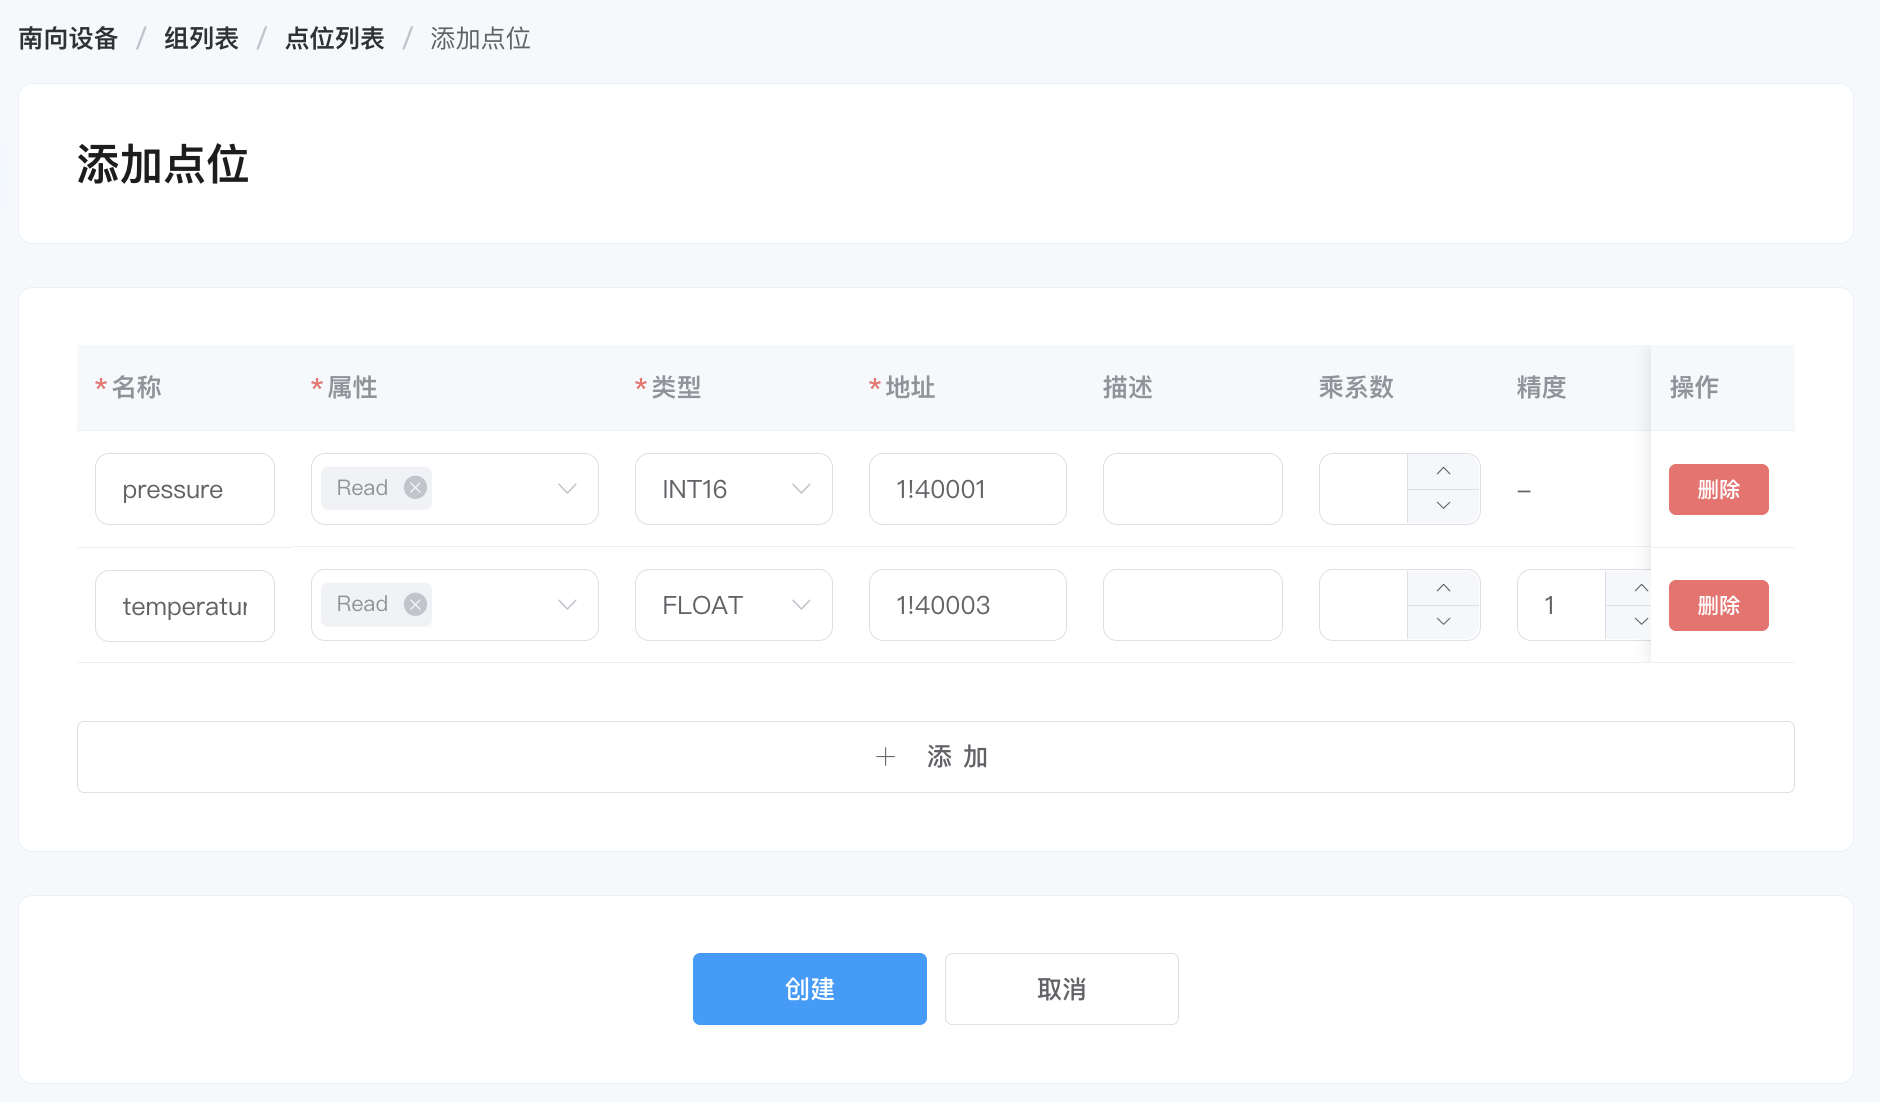 南向设备 / 组列表 / 点位列表 / 添加点位
添加点位
* 名称 * 属性 * 类型 * 地址 描述 乘系数 精度 操作
pressure Read INT16 1!40001 – 删除
temperatur Read FLOAT 1!40003 1 删除
+ 添 加
创建 取消